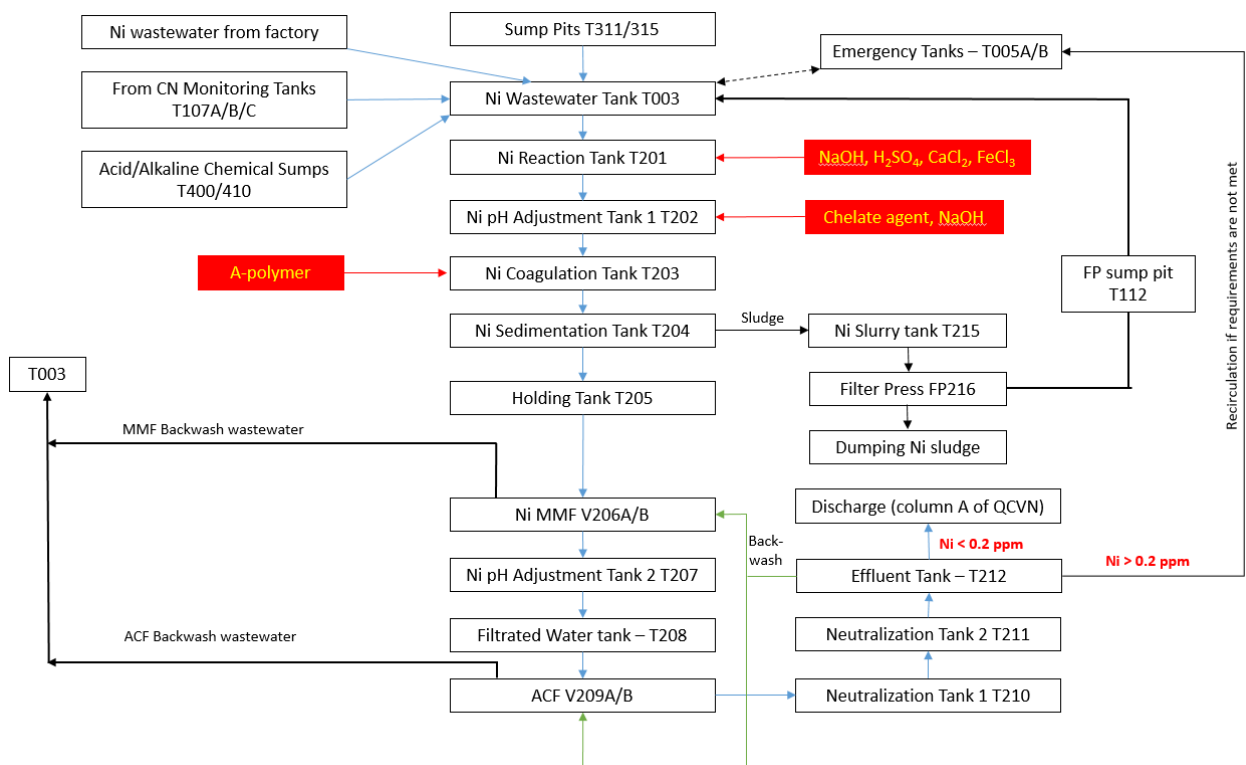 Ni wastewater from factory
Sump Pits T311/315
Emergency Tanks – T005A/B
From CN Monitoring Tanks
T107A/B/C
Ni Wastewater Tank T003
Acid/Alkaline Chemical Sumps
T400/410
Ni Reaction Tank T201
NaOH, H₂SO₄, CaCl₂, FeCl₃
Ni pH Adjustment Tank 1 T202
Chelate agent, NaOH
A-polymer
Ni Coagulation Tank T203
FP sump pit
T112
Recirculation if requirements are not met
Ni Sedimentation Tank T204
Sludge
Ni Slurry tank T215
T003
Holding Tank T205
Filter Press FP216
MMF Backwash wastewater
Dumping Ni sludge
Ni MMF V206A/B
Discharge (column A of QCVN)
Back-
wash
Ni < 0.2 ppm
Ni > 0.2 ppm
Ni pH Adjustment Tank 2 T207
Effluent Tank – T212
ACF Backwash wastewater
Filtrated Water tank – T208
Neutralization Tank 2 T211
ACF V209A/B
Neutralization Tank 1 T210